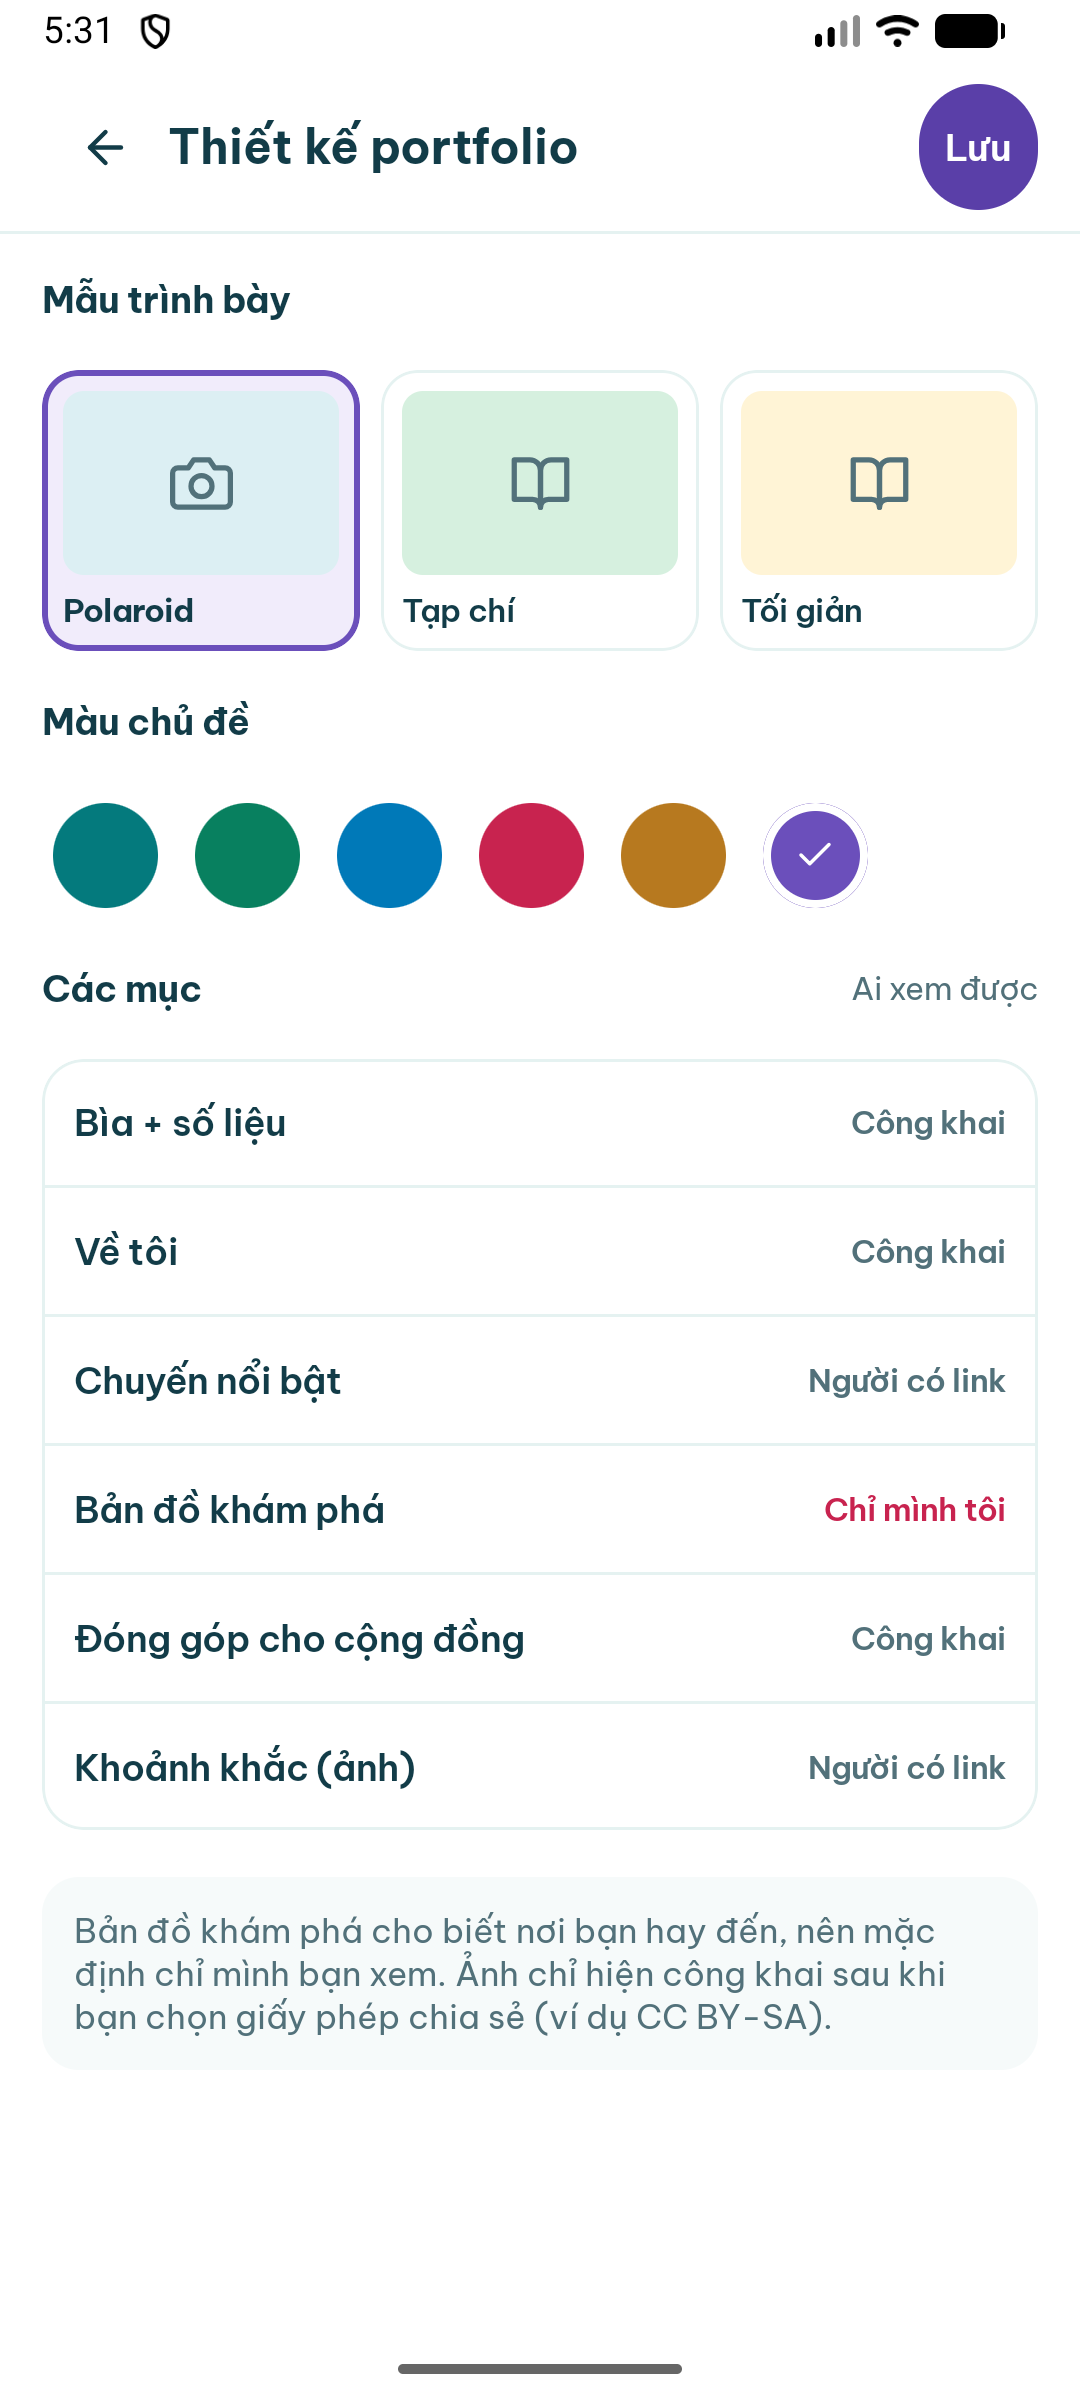 5:31
Thiết kế portfolio
Lưu
Mẫu trình bày
Polaroid
Tạp chí
Tối giản
Màu chủ đề
Các mục
Ai xem được
Bìa + số liệu
Công khai
Về tôi
Công khai
Chuyến nổi bật
Người có link
Bản đồ khám phá
Chỉ mình tôi
Đóng góp cho cộng đồng
Công khai
Khoảnh khắc (ảnh)
Người có link
Bản đồ khám phá cho biết nơi bạn hay đến, nên mặc
định chỉ mình bạn xem. Ảnh chỉ hiện công khai sau khi
bạn chọn giấy phép chia sẻ (ví dụ CC BY-SA).